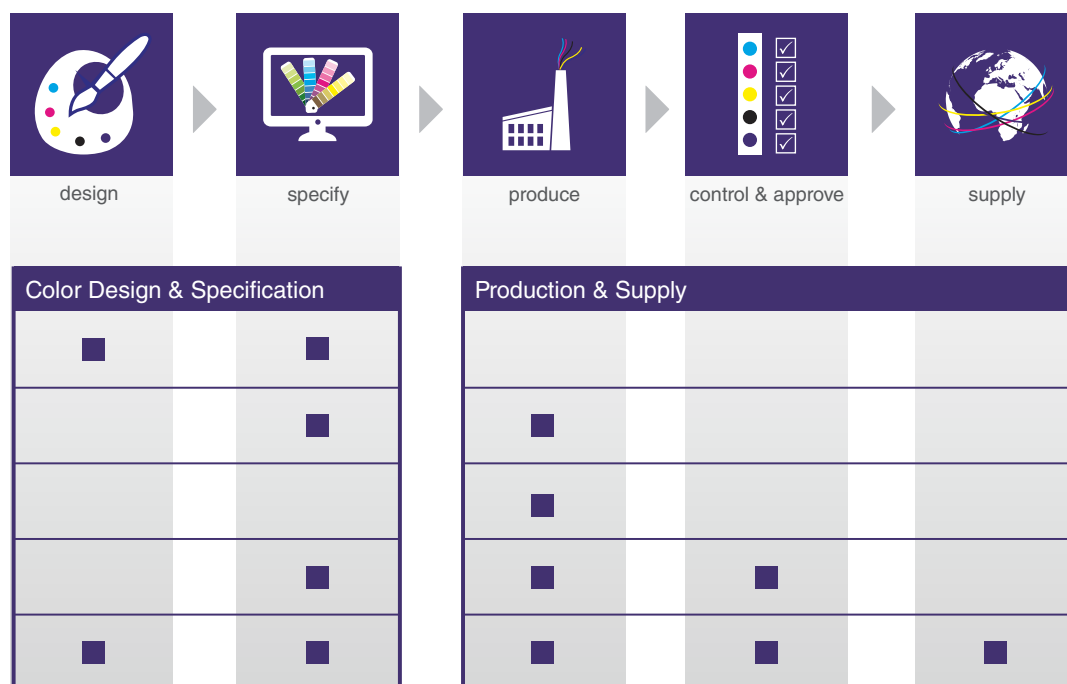 design
specify
produce
control & approve
supply
Color Design & Specification
Production & Supply